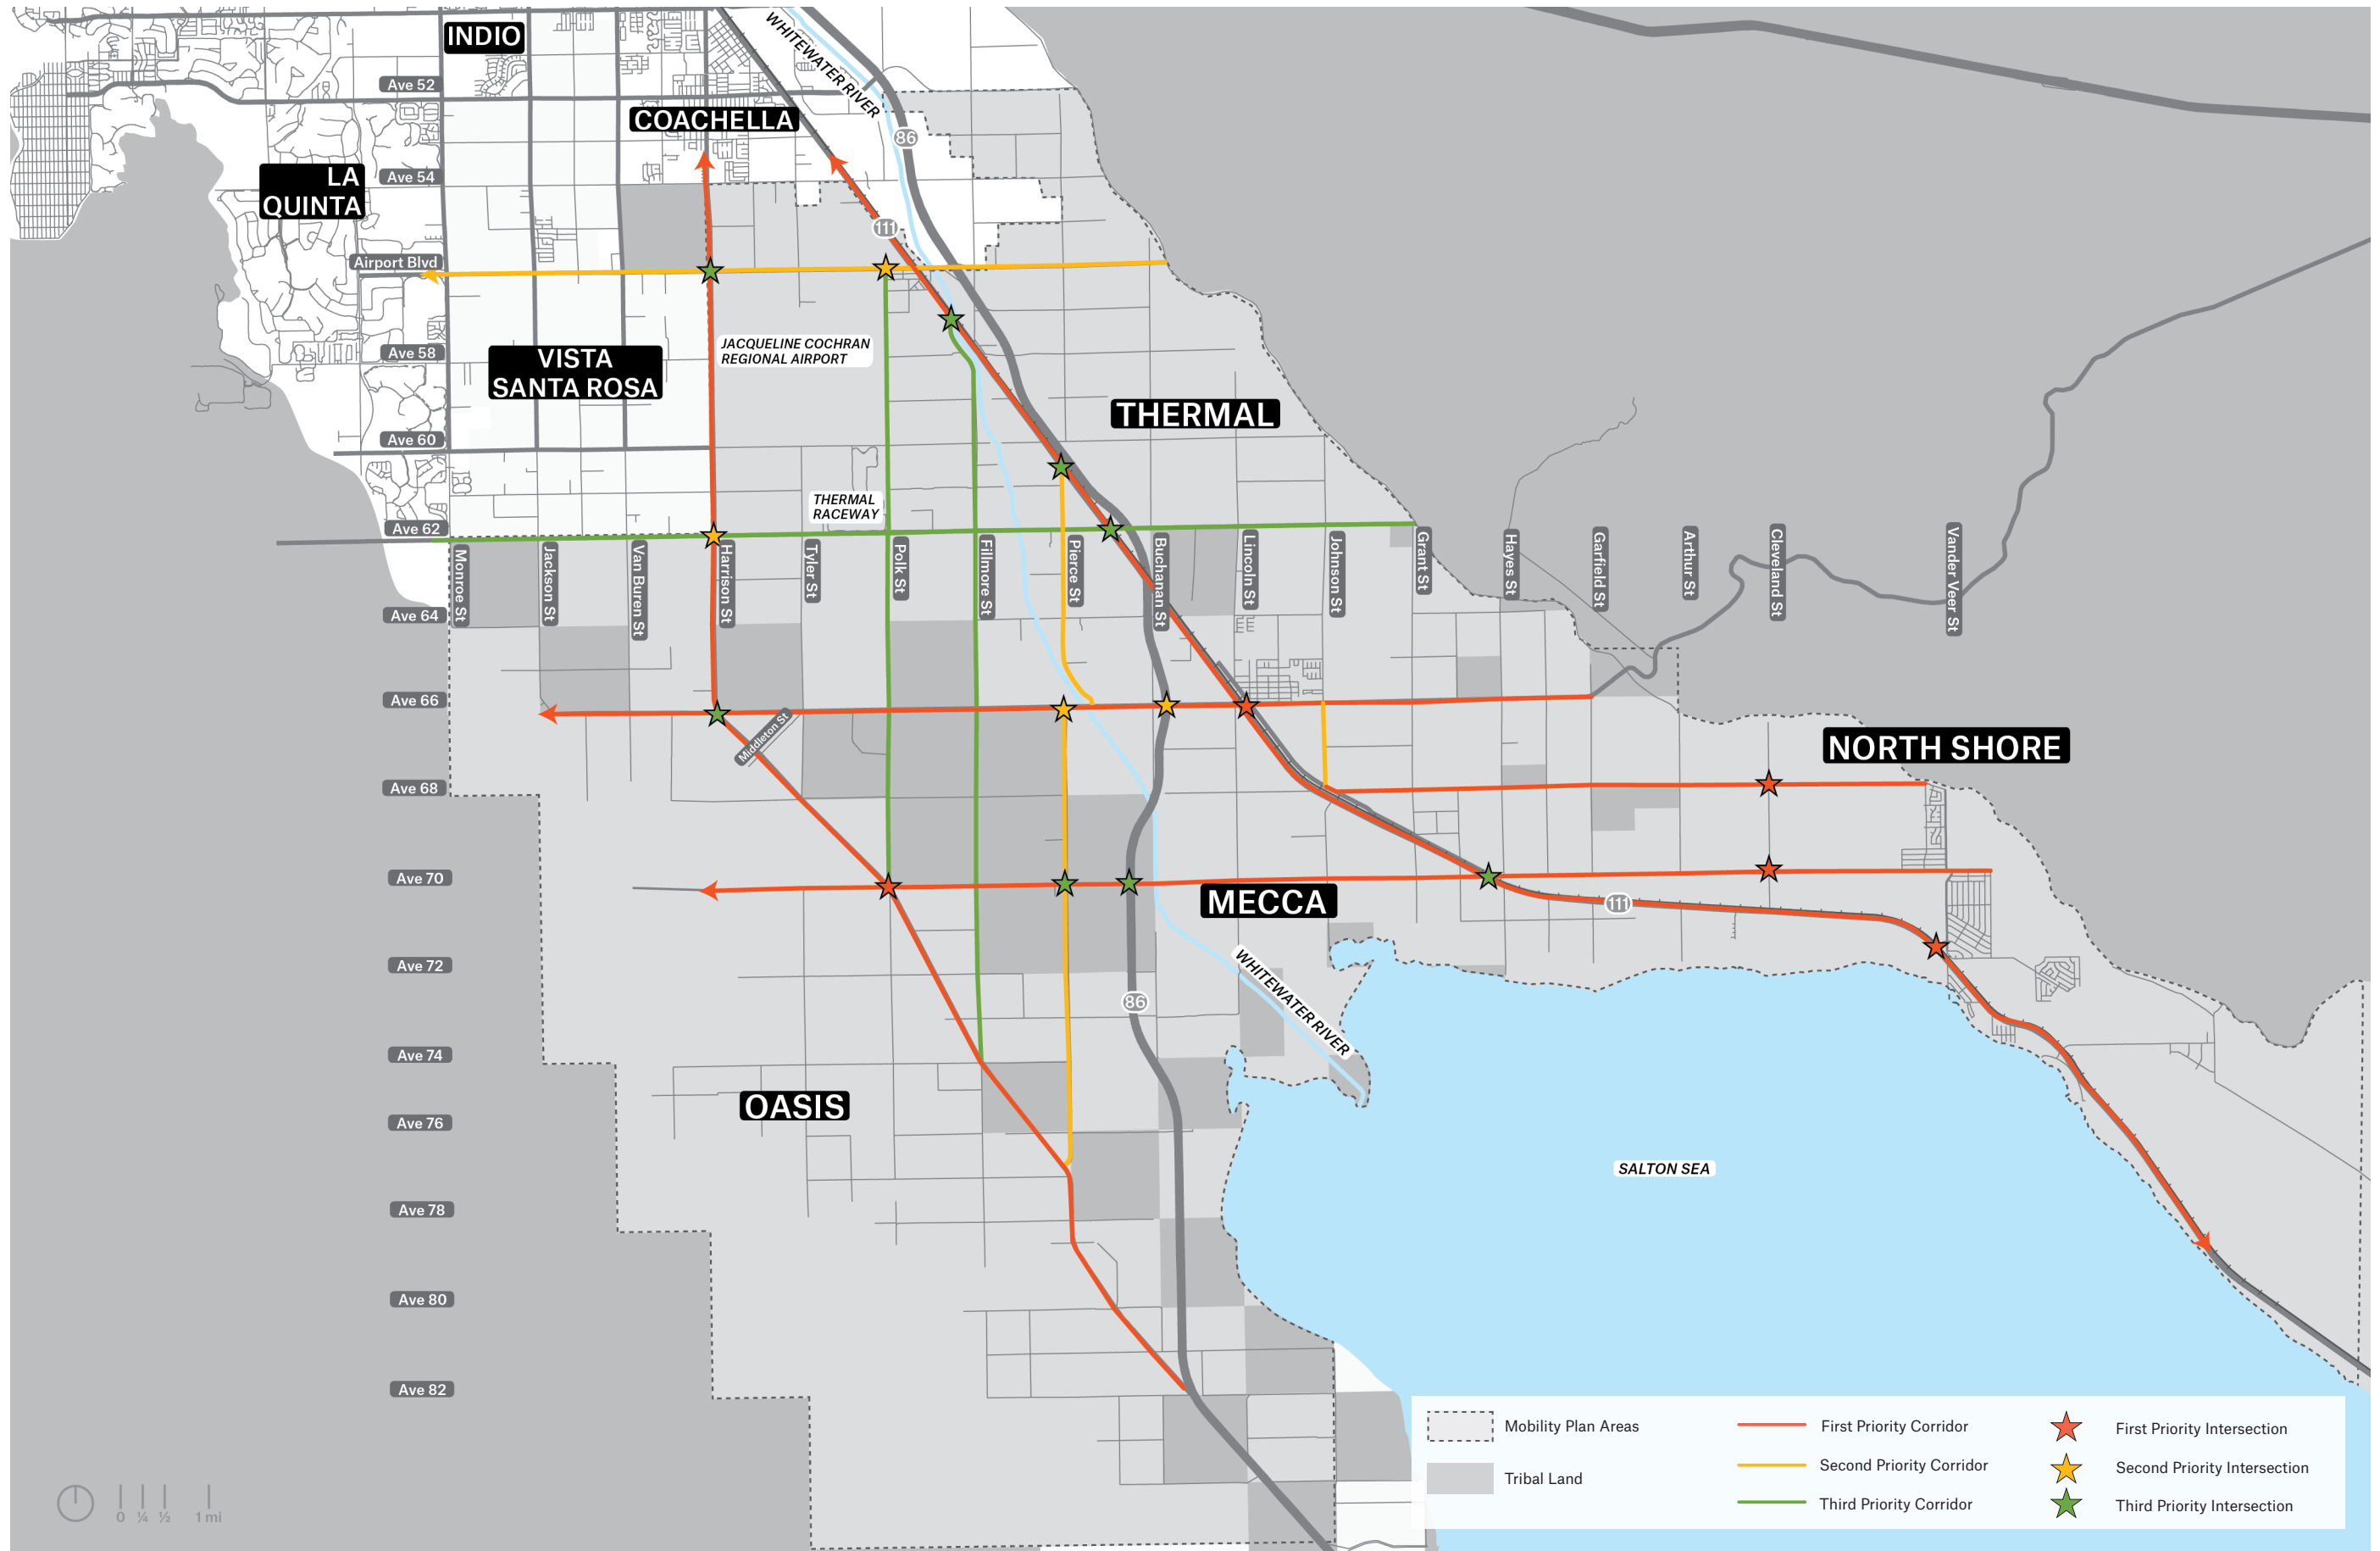 INDIO
WHITEWATER RIVER
Ave 52
COACHELLA
86
LA
QUINTA
Ave 54
111
Airport Blvd
JACQUELINE COCHRAN
REGIONAL AIRPORT
Ave 58
VISTA
SANTA ROSA
THERMAL
Ave 60
THERMAL
RACEWAY
Ave 62
Monroe St
Jackson St
Van Buren St
Harrison St
Tyler St
Polk St
Fillmore St
Pierce St
Buchanan St
Lincoln St
Johnson St
Grant St
Hayes St
Garfield St
Arthur St
Cleveland St
Vander Veer St
Ave 64
Ave 66
Middleton St
NORTH SHORE
Ave 68
Ave 70
MECCA
111
Ave 72
WHITEWATER RIVER
86
Ave 74
OASIS
Ave 76
SALTON SEA
Ave 78
Ave 80
Ave 82
Mobility Plan Areas
Tribal Land
First Priority Corridor
Second Priority Corridor
Third Priority Corridor
First Priority Intersection
Second Priority Intersection
Third Priority Intersection
0 ¼ ½ 1 mi